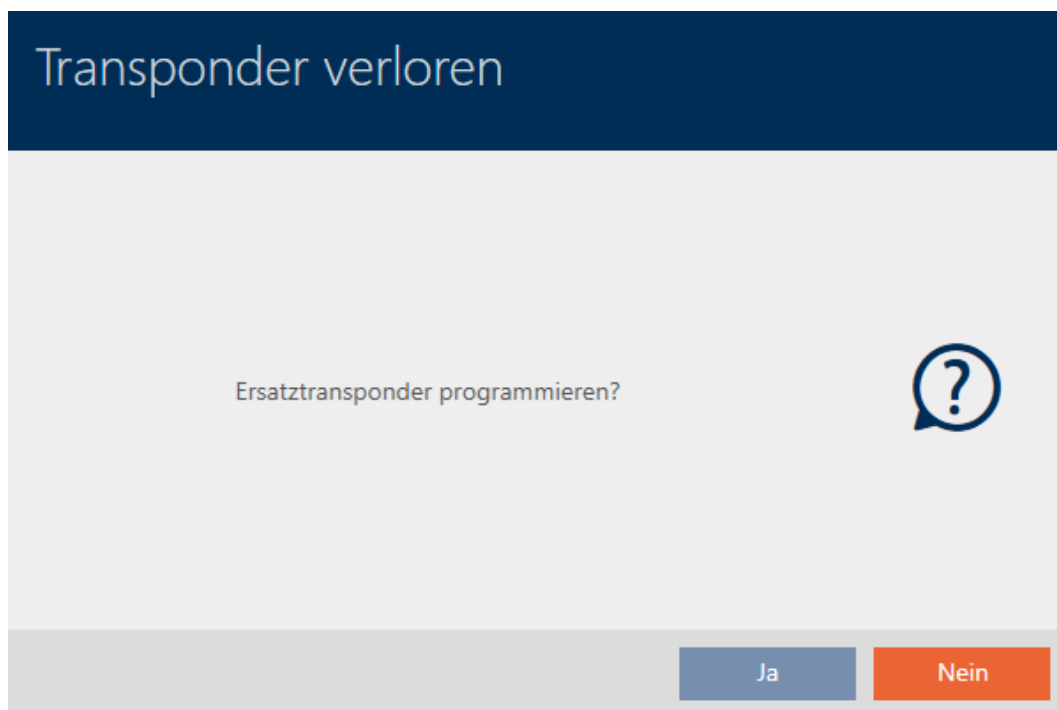 Transponder verloren
Ersatztransponder programmieren?
?
Ja
Nein